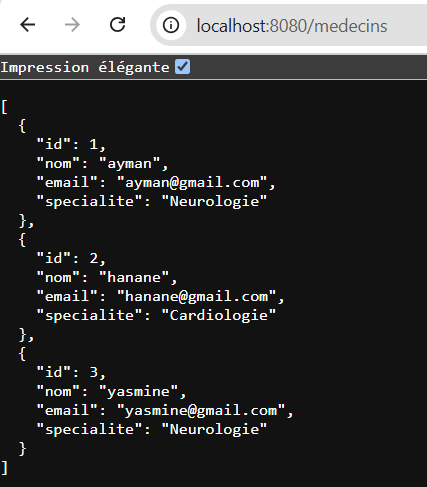 localhost:8080/medecins
Impression élégante
[
  {
    "id": 1,
    "nom": "ayman",
    "email": "ayman@gmail.com",
    "specialite": "Neurologie"
  },
  {
    "id": 2,
    "nom": "hanane",
    "email": "hanane@gmail.com",
    "specialite": "Cardiologie"
  },
  {
    "id": 3,
    "nom": "yasmine",
    "email": "yasmine@gmail.com",
    "specialite": "Neurologie"
  }
]